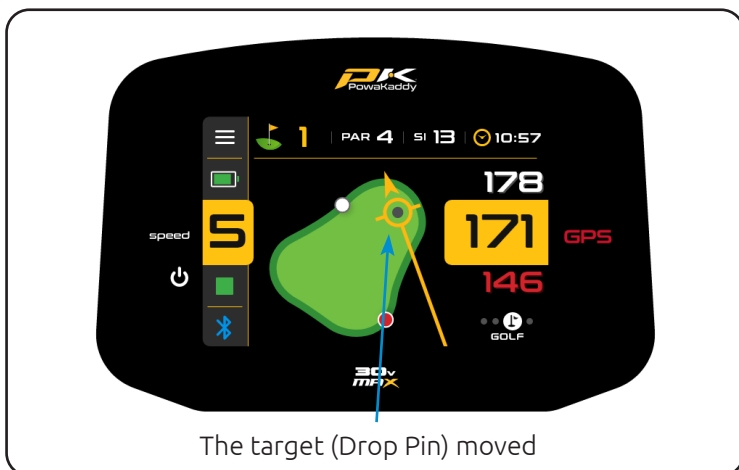 PK
PowaKaddy
1 | PAR 4 | SI 13 | 10:57
178
speed 5 171 GPS
146
GOLF
30v
MAX
The target (Drop Pin) moved